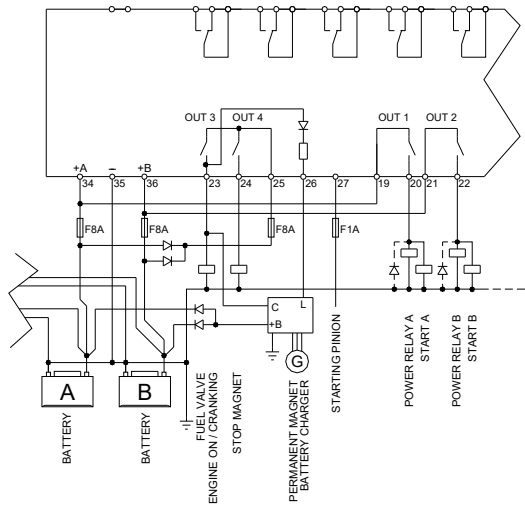 OUT 3
OUT 4
OUT 1
OUT 2
+A
–
+B
34
35
36
23
24
25
26
27
19
20
21
22
F8A
F8A
F8A
F1A
C
L
+B
G
A
B
BATTERY
BATTERY
FUEL VALVE
ENGINE ON / CRANKING
STOP MAGNET
PERMANENT MAGNET
BATTERY CHARGER
STARTING PINION
POWER RELAY A
START A
POWER RELAY B
START B